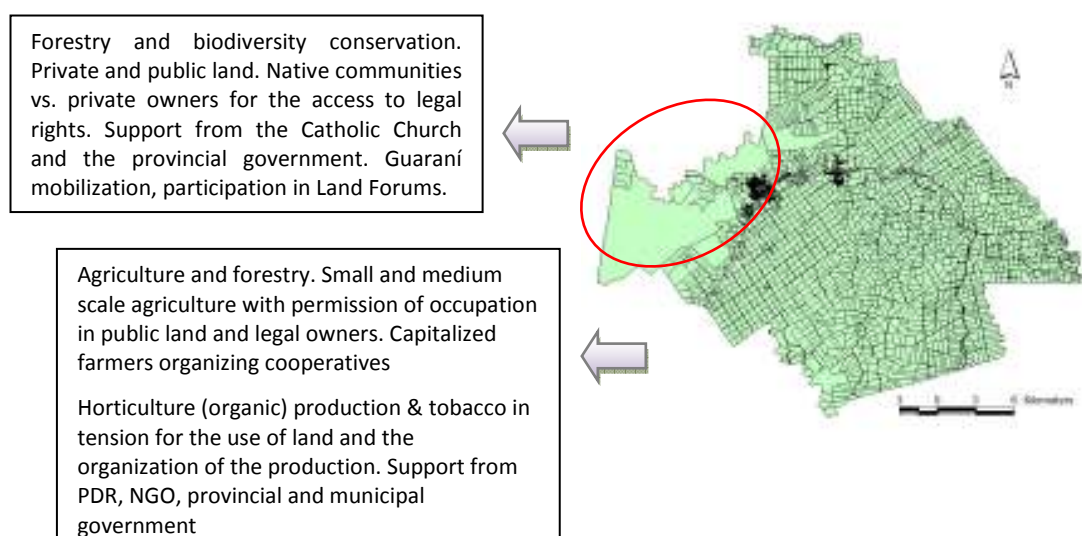 Forestry and biodiversity conservation.
Private and public land. Native communities
vs. private owners for the access to legal
rights. Support from the Catholic Church
and the provincial government. Guaraní
mobilization, participation in Land Forums.
N
Agriculture and forestry. Small and medium
scale agriculture with permission of occupation
in public land and legal owners. Capitalized
farmers organizing cooperatives
Horticulture (organic) production & tobacco in
tension for the use of land and the
organization of the production. Support from
PDR, NGO, provincial and municipal
government
Kilometers